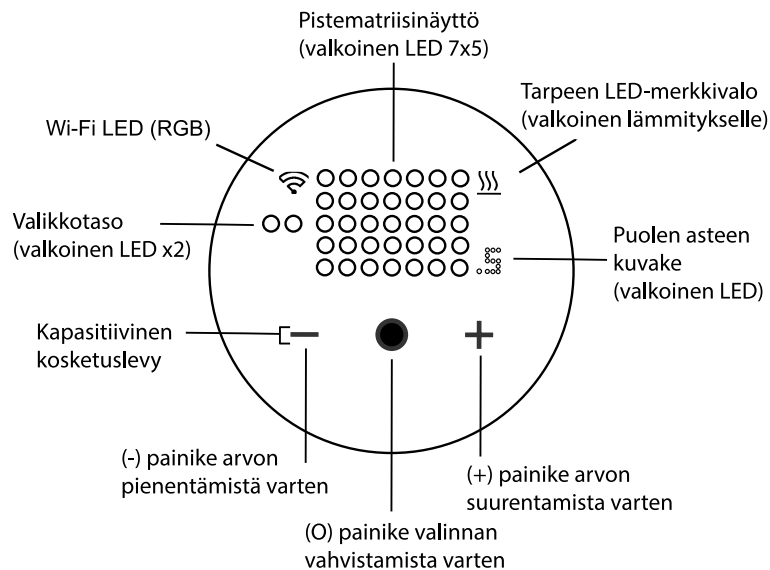 Pistematriisinäyttö
(valkoinen LED 7x5)
Tarpeen LED-merkkivalo
(valkoinen lämmitykselle)
Wi-Fi LED (RGB)
Valikkotaso
(valkoinen LED x2)
Puolen asteen
kuvake
(valkoinen LED)
Kapasitiivinen
kosketuslevy
(-) painike arvon
pienentämistä varten
(+) painike arvon
suurentamista varten
(O) painike valinnan
vahvistamista varten